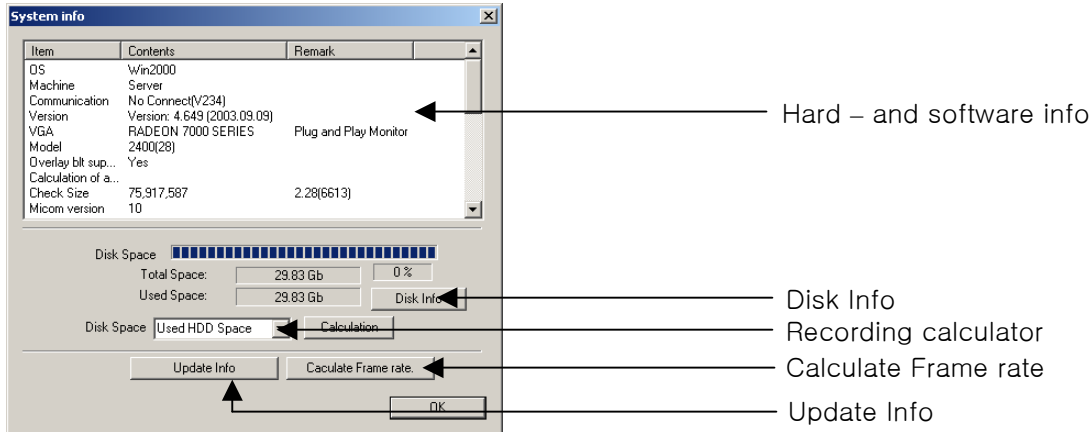 System info
Item Contents Remark
OS Win2000
Machine Server
Communication No Connect(V234)
Version Version: 4.649 (2003.09.09)
VGA RADEON 7000 SERIES Plug and Play Monitor
Model 2400(28)
Overlay blt sup... Yes
Calculation of a...
Check Size 75,917,587 2.28(6613)
Micom version 10
Hard – and software info
Disk Space
Total Space: 29.83 Gb 0 %
Used Space: 29.83 Gb Disk Info
Disk Info
Disk Space Used HDD Space Calculation
Recording calculator
Update Info Caculate Frame rate.
Calculate Frame rate
OK
Update Info